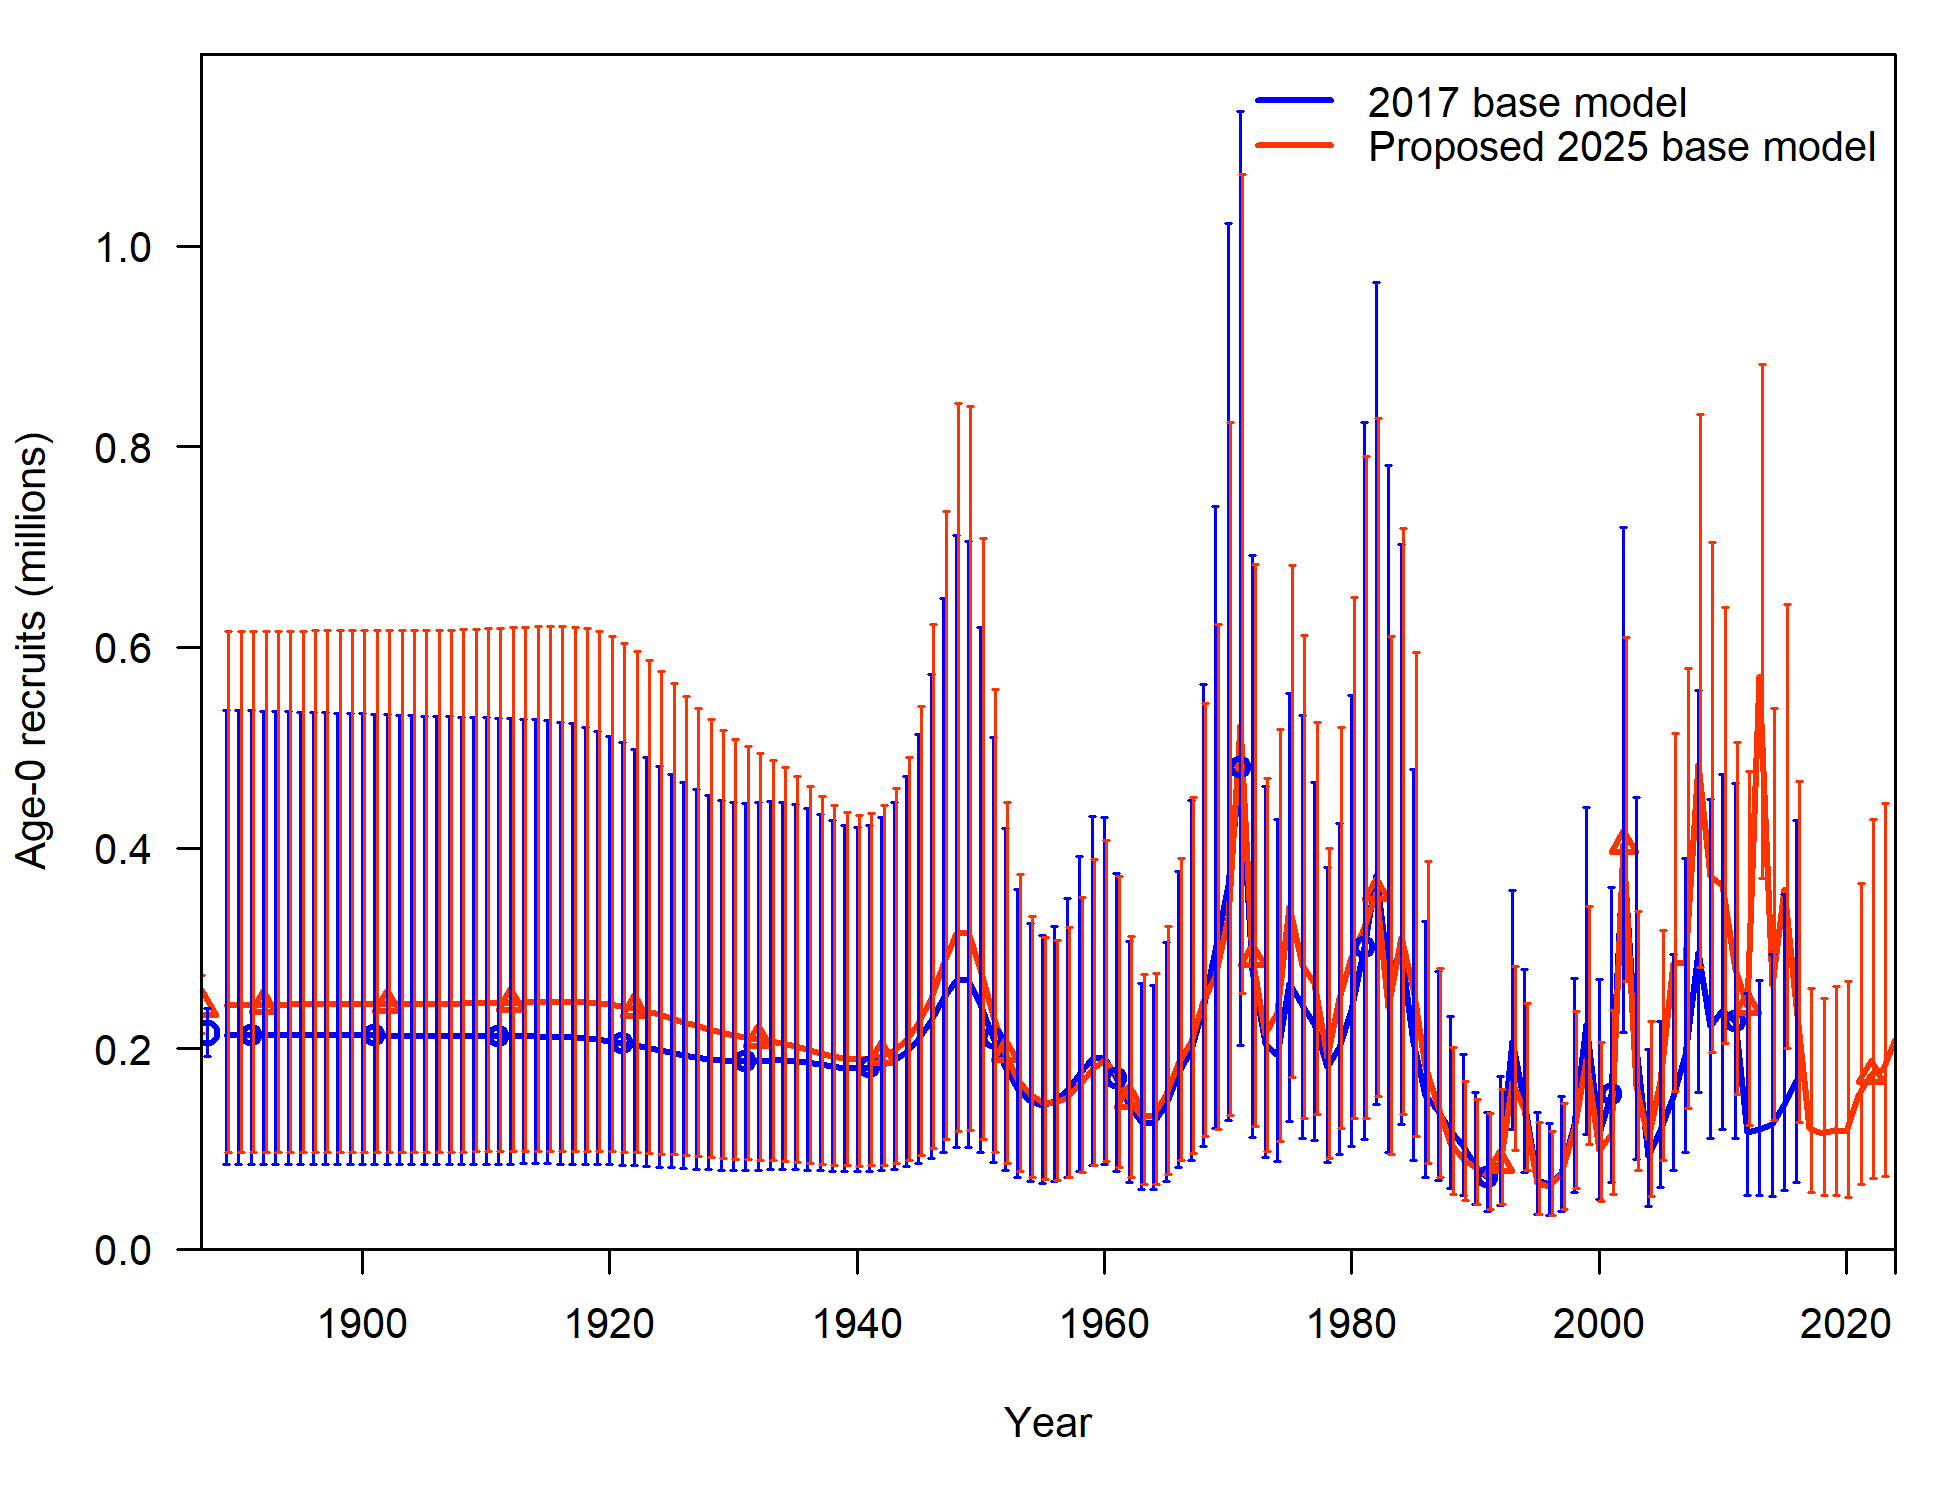 2017 base model
Proposed 2025 base model
Age-0 recruits (millions)
1.0
0.8
0.6
0.4
0.2
0.0
1900 1920 1940 1960 1980 2000 2020
Year